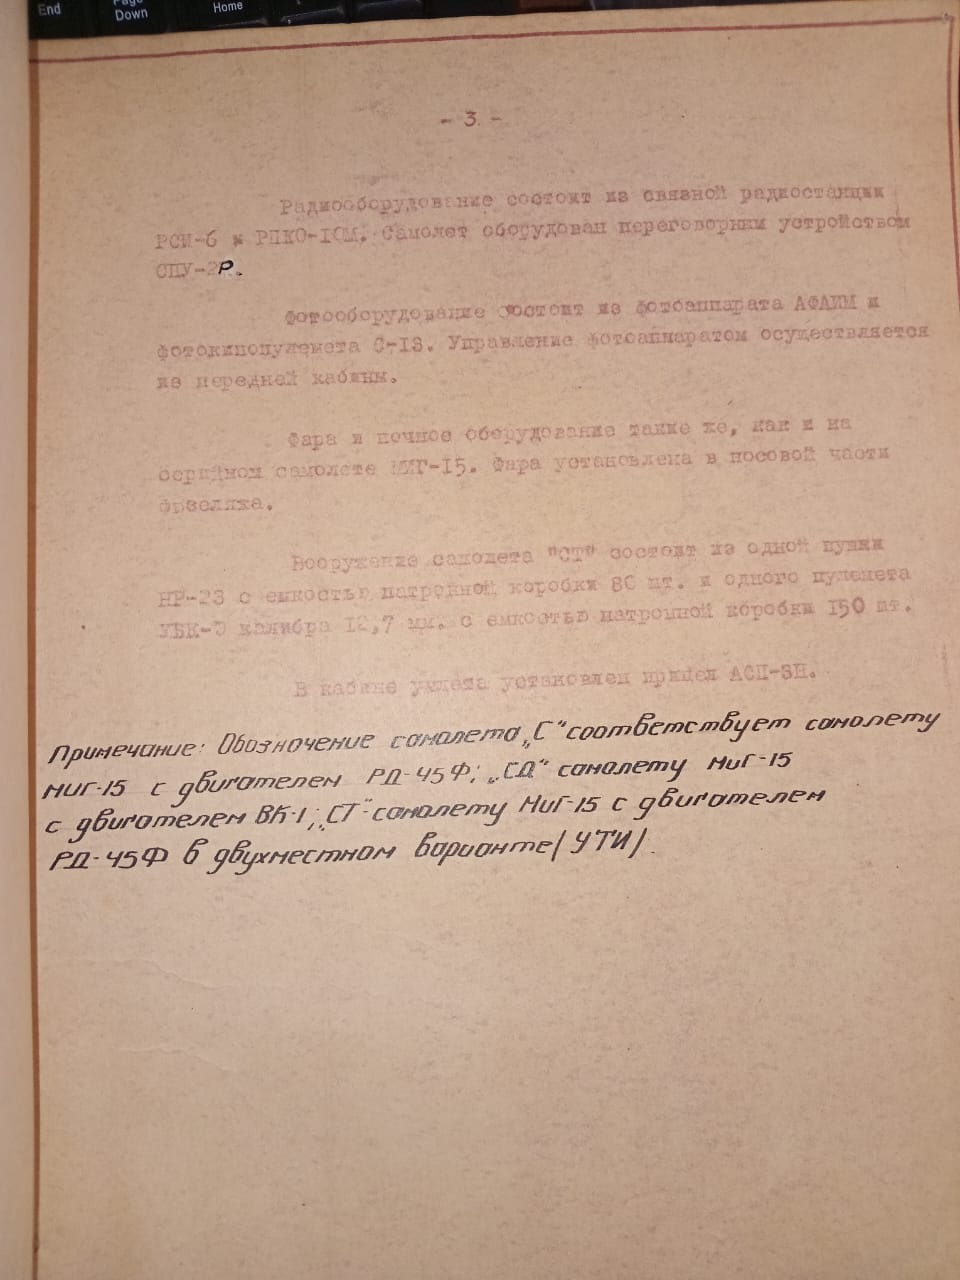 End
Page Down
Home
- 3. -
Радиооборудование состоит из связной радиостанции
РСИ-6 и РПКО-10М. Самолет оборудован переговорным устройством
СПУ-2Р.
Фотооборудование состоит из фотоаппарата АФАИМ и
фотокинопулемета С-13. Управление фотоаппаратом осуществляется
из передней кабины.
Фара и ночное оборудование такие же, как и на
серийном самолете МИГ-15. Фара установлена в носовой части
фюзеляжа.
Вооружение самолета "СТ" состоит из одной пушки
НР-23 с емкостью патронной коробки 80 шт. и одного пулемета
УБК-Э калибра 12,7 мм. с емкостью патронной коробки 150 шт.
В кабине установлен прицел АСП-3Н.
Примечание: Обозначение самолета „С" соответствует самолету
МиГ-15 с двигателем РД-45Ф; „СД" самолету МиГ-15
с двигателем ВК-1; „СТ"-самолету МиГ-15 с двигателем
РД-45Ф в двухместном варианте (УТИ).